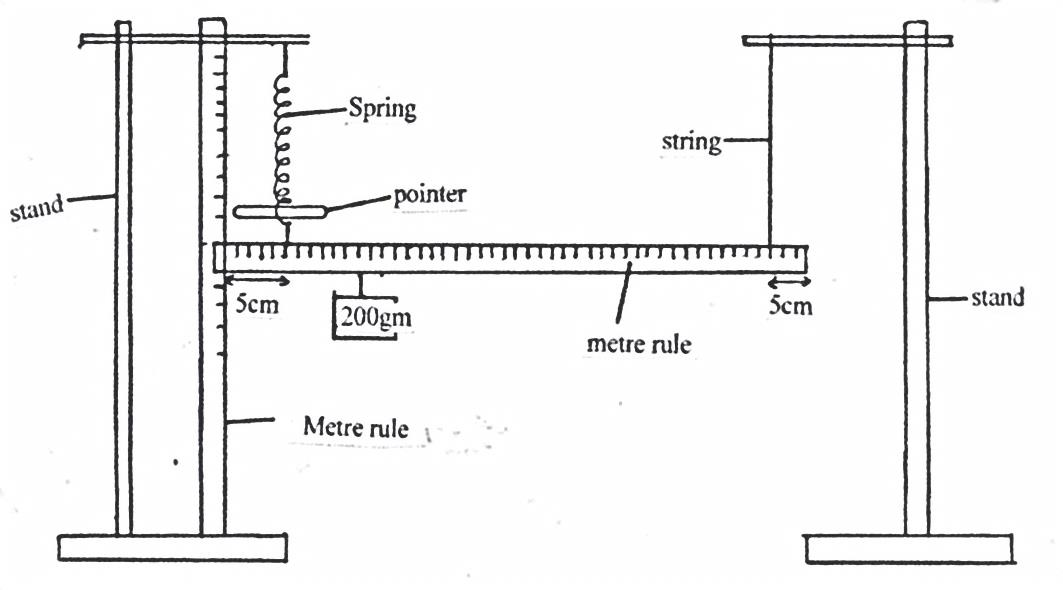 Spring
string
pointer
stand
5cm
200gm
5cm
stand
metre rule
Metre rule